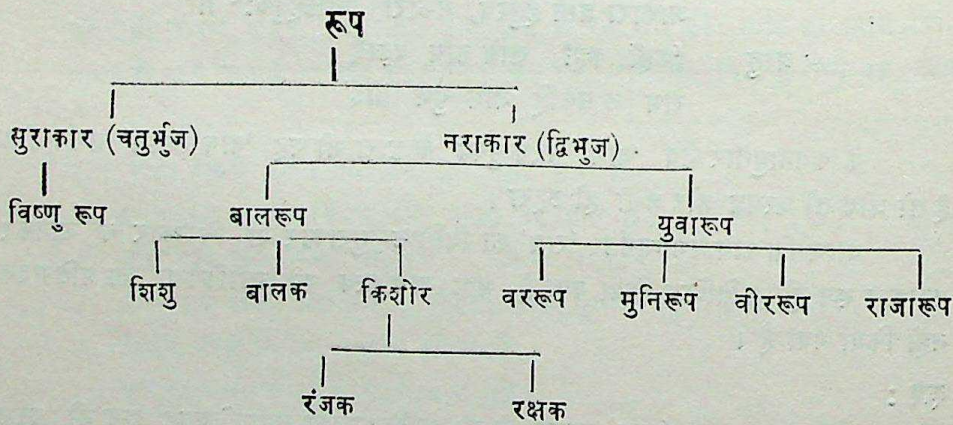 रूप
सुराकार (चतुर्भुज) नराकार (द्विभुज)
विष्णु रूप बालरूप युवारूप
शिशु बालक किशोर वररूप मुनिरूप वीररूप राजारूप
रंजक रक्षक